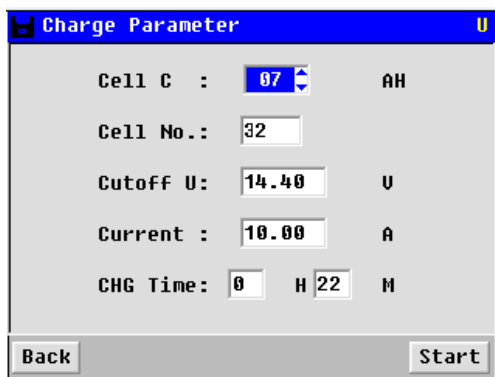 Charge Parameter U
Cell C : 07 AH
Cell No.: 32
Cutoff U: 14.40 V
Current : 10.00 A
CHG Time: 0 H 22 M
Back Start